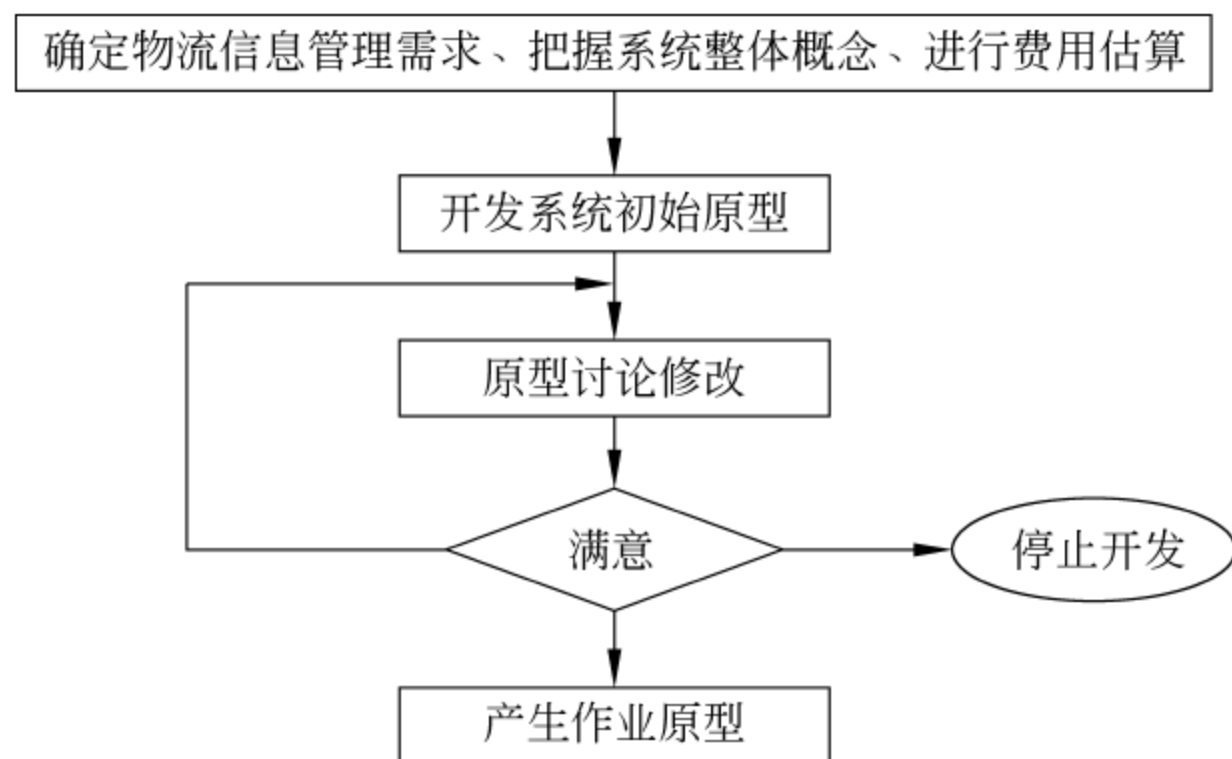 确定物流信息管理需求、把握系统整体概念、进行费用估算
开发系统初始原型
原型讨论修改
满意
停止开发
产生作业原型